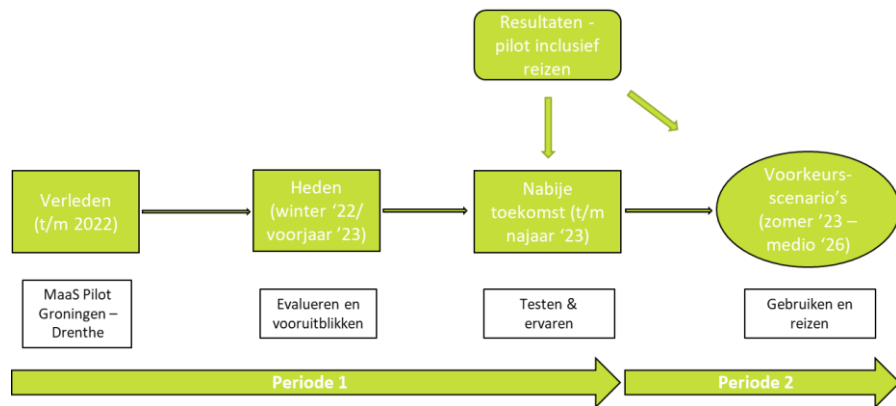 Resultaten -
pilot inclusief
reizen
Verleden
(t/m 2022)
Heden
(winter ‘22/
voorjaar ’23)
Nabije
toekomst (t/m
najaar ’23)
Voorkeurs-
scenario’s
(zomer ’23 –
medio ’26)
MaaS Pilot
Groningen –
Drenthe
Evalueren en
vooruitblikken
Testen &
ervaren
Gebruiken en
reizen
Periode 1
Periode 2